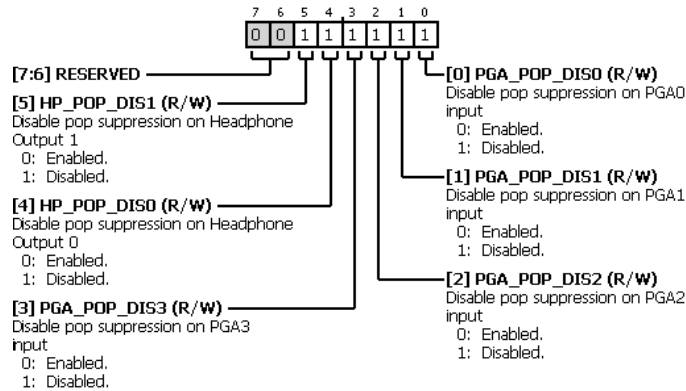 7 6 5 4 3 2 1 0
0 0 1 1 1 1 1 1
[7:6] RESERVED
[5] HP_POP_DIS1 (R/W)
Disable pop suppression on Headphone
Output 1
0: Enabled.
1: Disabled.
[4] HP_POP_DIS0 (R/W)
Disable pop suppression on Headphone
Output 0
0: Enabled.
1: Disabled.
[3] PGA_POP_DIS3 (R/W)
Disable pop suppression on PGA3
input
0: Enabled.
1: Disabled.
[0] PGA_POP_DIS0 (R/W)
Disable pop suppression on PGA0
input
0: Enabled.
1: Disabled.
[1] PGA_POP_DIS1 (R/W)
Disable pop suppression on PGA1
input
0: Enabled.
1: Disabled.
[2] PGA_POP_DIS2 (R/W)
Disable pop suppression on PGA2
input
0: Enabled.
1: Disabled.